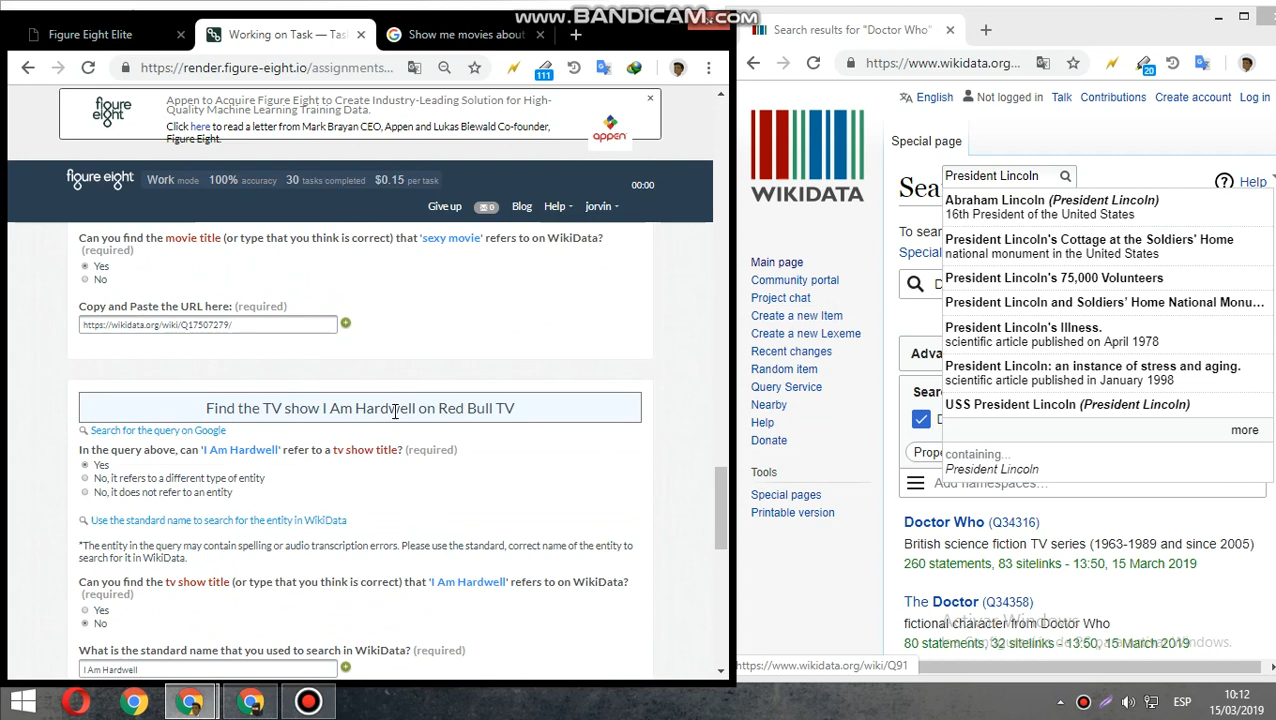 www.BANDICAM.com
Figure Eight Elite
Working on Task — Tas
Show me movies about
Search results for "Doctor Who"
https://render.figure-eight.io/assignments...
111
https://www.wikidata.org...
20
Appen to Acquire Figure Eight to Create Industry-Leading Solution for High-
Quality Machine Learning Training Data.
Click here to read a letter from Mark Brayan CEO, Appen and Lukas Biewald Co-founder,
Figure Eight.
figure eight
appen
figure eight
Work mode
100% accuracy
30 tasks completed
$0.15 per task
00:00
Give up
0
Blog
Help
jorvin
Can you find the movie title (or type that you think is correct) that 'sexy movie' refers to on WikiData?
(required)
Yes
No
Copy and Paste the URL here: (required)
https://wikidata.org/wiki/Q17507279/
Find the TV show I Am Hardwell on Red Bull TV
Search for the query on Google
In the query above, can 'I Am Hardwell' refer to a tv show title? (required)
Yes
No, it refers to a different type of entity
No, it does not refer to an entity
Use the standard name to search for the entity in WikiData
*The entity in the query may contain spelling or audio transcription errors. Please use the standard, correct name of the entity to
search for it in WikiData.
Can you find the tv show title (or type that you think is correct) that 'I Am Hardwell' refers to on WikiData?
(required)
Yes
No
What is the standard name that you used to search in WikiData? (required)
I Am Hardwell
English
Not logged in
Talk
Contributions
Create account
Log in
WIKIDATA
Special page
President Lincoln
Sea
Help
Abraham Lincoln (President Lincoln)
16th President of the United States
President Lincoln's Cottage at the Soldiers' Home
national monument in the United States
President Lincoln's 75,000 Volunteers
President Lincoln and Soldiers' Home National Monu...
President Lincoln's Illness.
scientific article published on April 1978
President Lincoln: an instance of stress and aging.
scientific article published in January 1998
USS President Lincoln (President Lincoln)
more
containing...
President Lincoln
To sear
Special
D
Adva
Sear
D
Prope
Add namespaces...
Main page
Community portal
Project chat
Create a new Item
Create a new Lexeme
Recent changes
Random item
Query Service
Nearby
Help
Donate
Tools
Special pages
Printable version
Doctor Who (Q34316)
British science fiction TV series (1963-1989 and since 2005)
260 statements, 83 sitelinks - 13:50, 15 March 2019
The Doctor (Q34358)
fictional character from Doctor Who
80 statements, 32 sitelinks - 13:50, 15 March 2019
Activar Windows
https://www.wikidata.org/wiki/Q91
ESP
10:12
15/03/2019